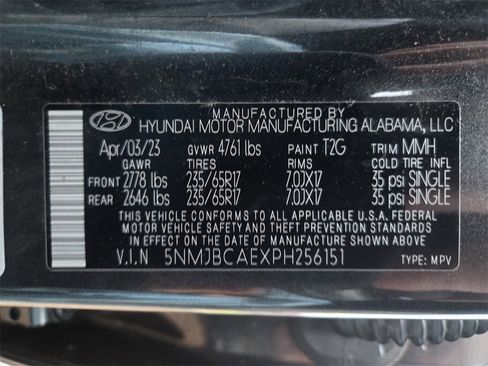 MANUFACTURED BY
HYUNDAI MOTOR MANUFACTURING ALABAMA, LLC
Apr/03/23 GVWR 4761 lbs PAINT T2G TRIM MMH
GAWR TIRES RIMS COLD TIRE INFL
FRONT 2778 lbs 235/65R17 7.0JX17 35 psi SINGLE
REAR 2646 lbs 235/65R17 7.0JX17 35 psi SINGLE
THIS VEHICLE CONFORMS TO ALL APPLICABLE U.S.A. FEDERAL
MOTOR VEHICLE SAFETY AND THEFT PREVENTION STANDARDS
IN EFFECT ON THE DATE OF MANUFACTURE SHOWN ABOVE.
V.I.N 5NMJBCAEXPH256151 TYPE: MPV